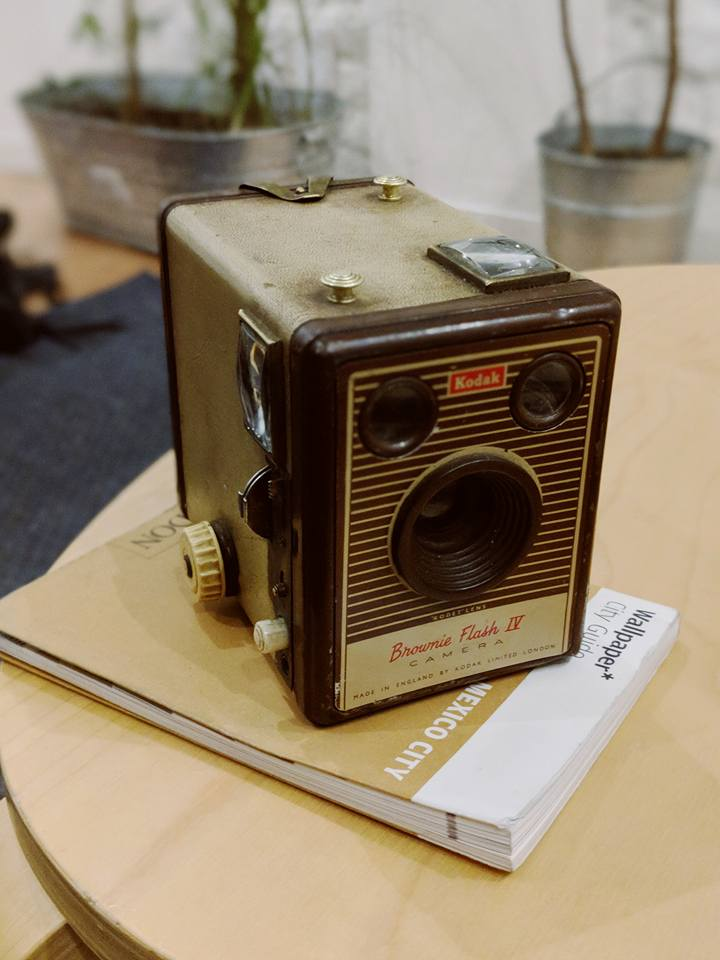 Kodak
'KODET' LENS
Brownie Flash IV
CAMERA
MADE IN ENGLAND BY KODAK LIMITED LONDON
Wallpaper*
City Guide
MEXICO CITY